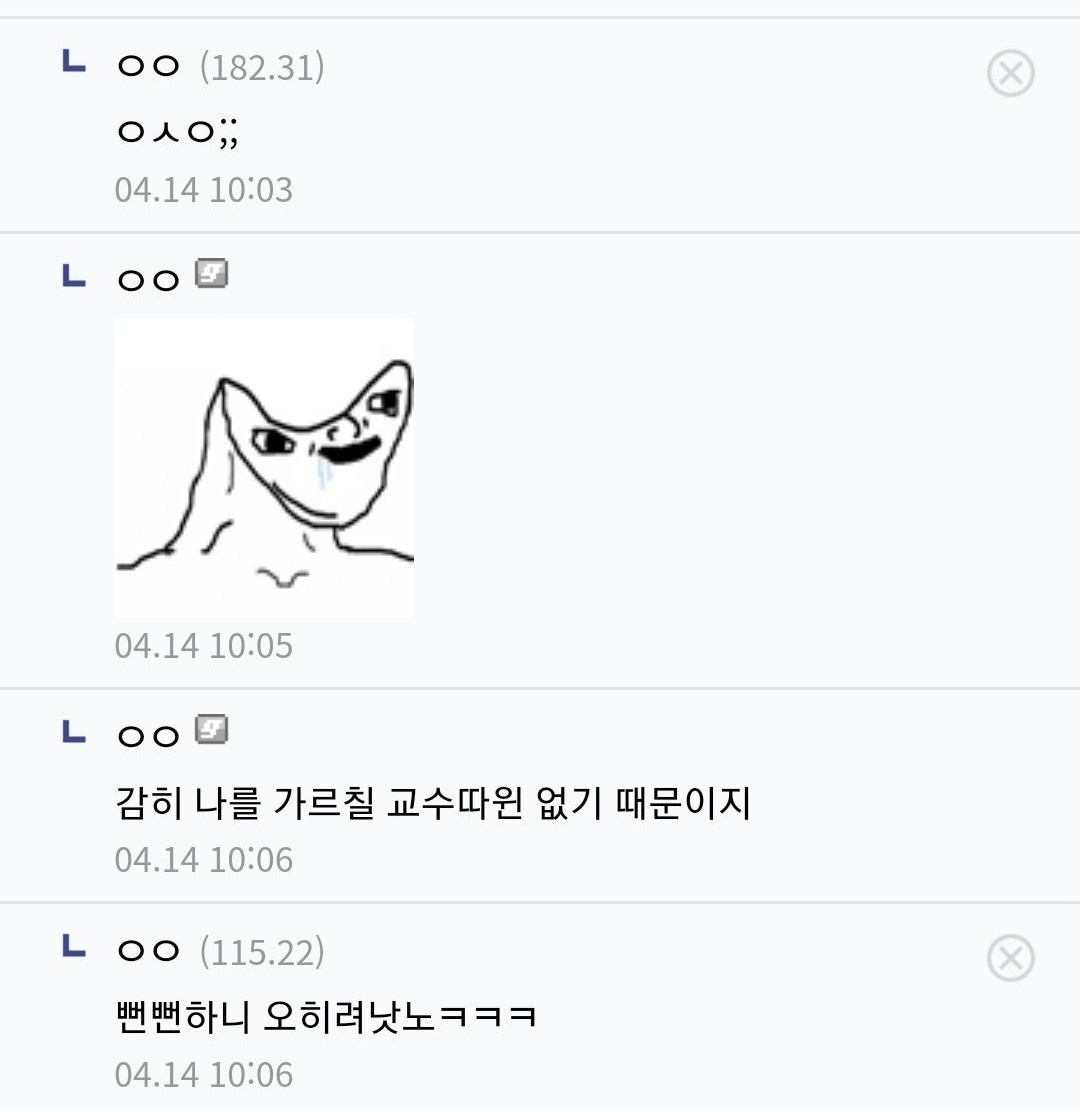 ㄴ ㅇㅇ (182.31)
ㅇㅅㅇ;;
04.14 10:03
ㄴ ㅇㅇ
04.14 10:05
ㄴ ㅇㅇ
감히 나를 가르칠 교수따윈 없기 때문이지
04.14 10:06
ㄴ ㅇㅇ (115.22)
뻔뻔하니 오히려낫노ㅋㅋㅋ
04.14 10:06